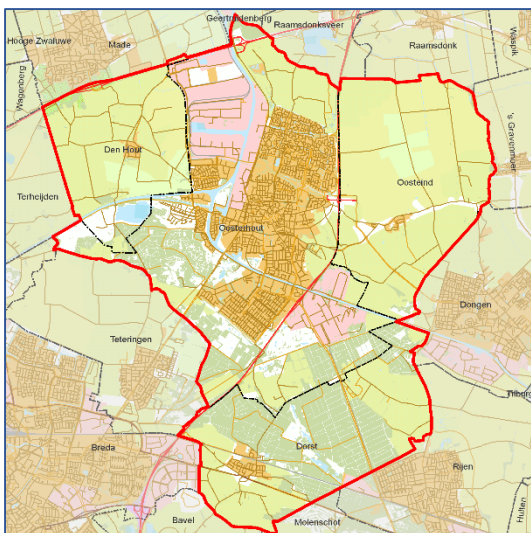 Geertruidenberg
Raamsdonksveer
Hooge Zwaluwe
Made
Raamsdonk
Waspik
Wagenberg
's Gravenmoer
Den Hout
Oosteind
Terheijden
Oosterhout
Dongen
Teteringen
Tilburg
Dorst
Breda
Rijen
Bavel
Molenschot
Hulten